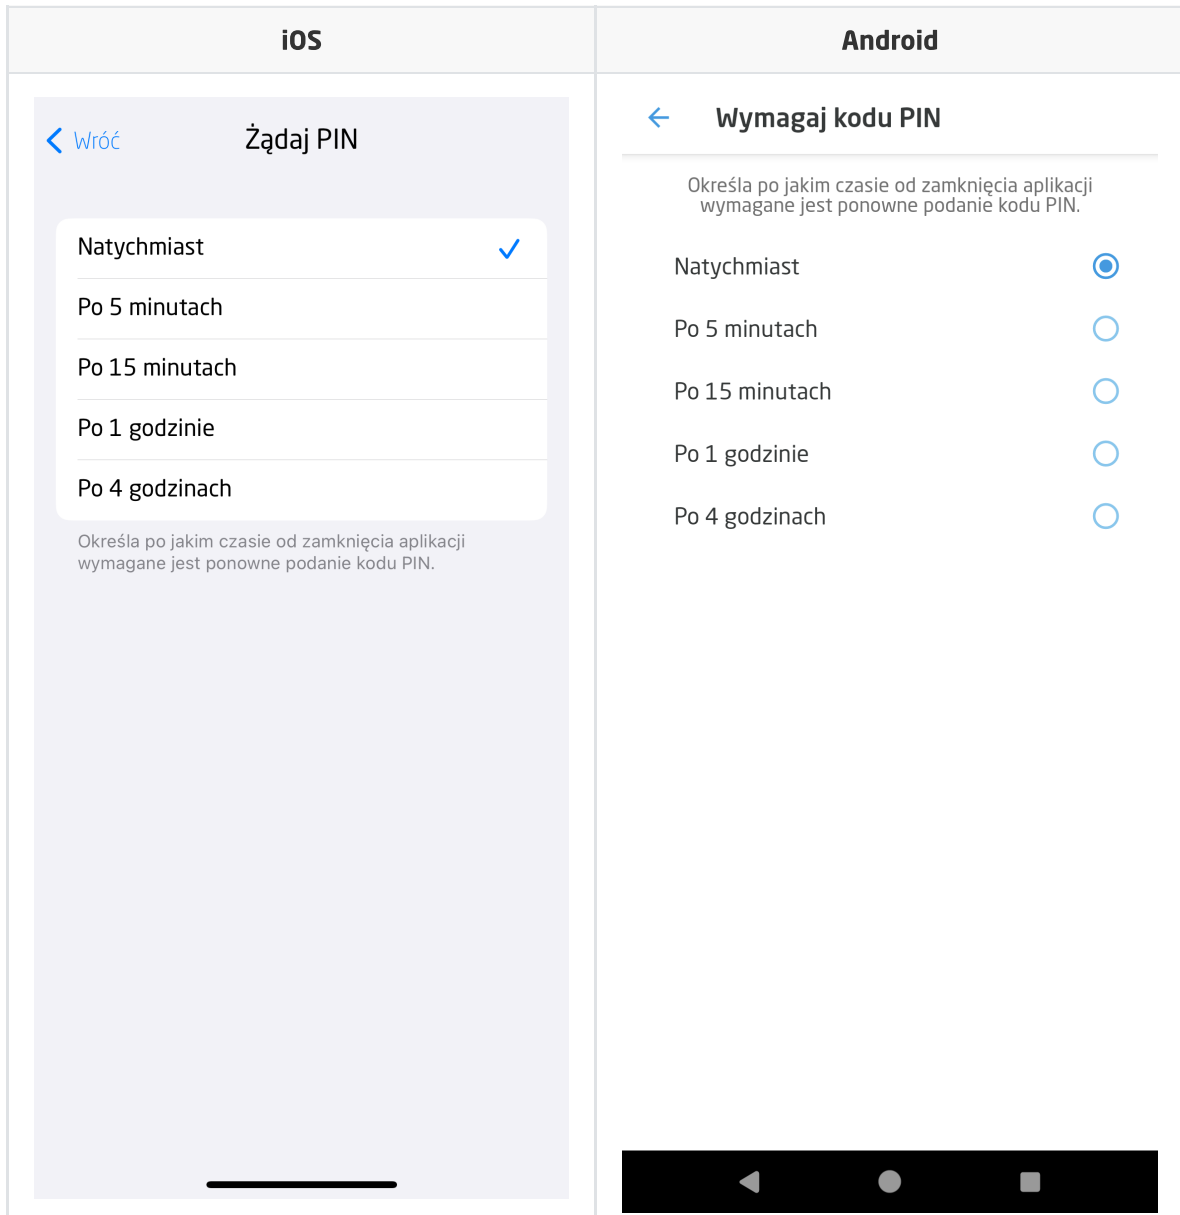 iOS
Android
Wróć
Żądaj PIN
Natychmiast
Po 5 minutach
Po 15 minutach
Po 1 godzinie
Po 4 godzinach
Określa po jakim czasie od zamknięcia aplikacji
wymagane jest ponowne podanie kodu PIN.
Wymagaj kodu PIN
Określa po jakim czasie od zamknięcia aplikacji
wymagane jest ponowne podanie kodu PIN.
Natychmiast
Po 5 minutach
Po 15 minutach
Po 1 godzinie
Po 4 godzinach